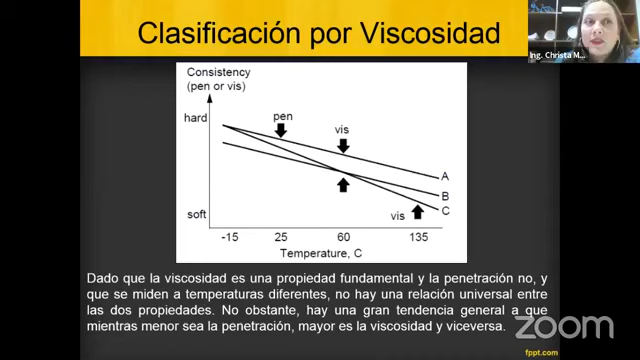 Clasificación por Viscosidad
Ing. Christa M...
Consistency
(pen or vis)
hard
pen
vis
A
B
C
vis
soft
-15 25 60 135
Temperature, C
Dado que la viscosidad es una propiedad fundamental y la penetración no, y
que se miden a temperaturas diferentes, no hay una relación universal entre
las dos propiedades. No obstante, hay una gran tendencia general a que
mientras menor sea la penetración, mayor es la viscosidad y viceversa.
zoom
fppt.com